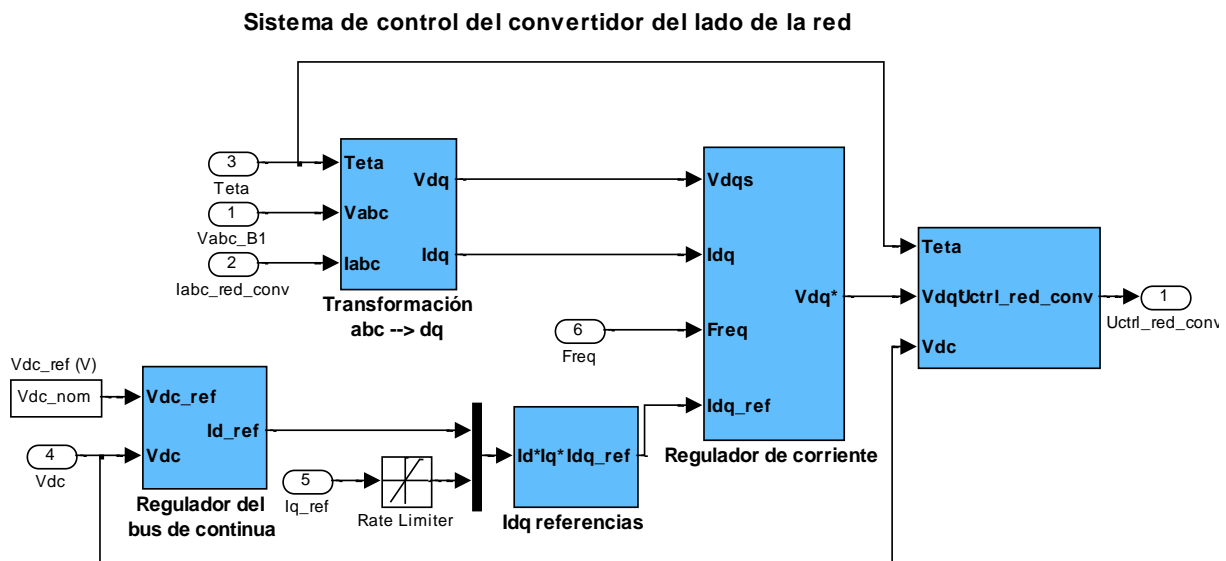 Sistema de control del convertidor del lado de la red
3
Teta
1
Vabc_B1
2
Iabc_red_conv
Teta
Vabc
Iabc
Vdq
Idq
Transformación
abc --> dq
6
Freq
Vdqs
Idq
Freq
Idq_ref
Vdq*
Regulador de corriente
Teta
Vdq*
Vdc
Uctrl_red_conv
1
Uctrl_red_conv
Vdc_ref (V)
Vdc_nom
4
Vdc
Vdc_ref
Vdc
Id_ref
Regulador del
bus de continua
5
Iq_ref
Rate Limiter
Id*Iq* Idq_ref
Idq referencias